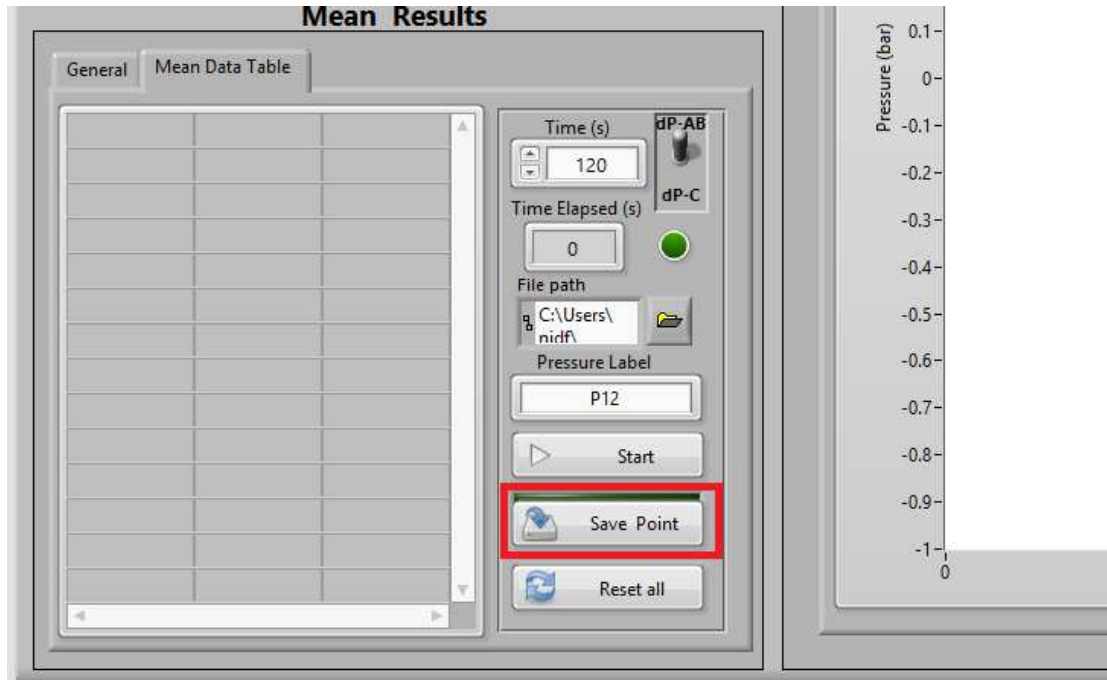 Mean Results
General
Mean Data Table
Time (s)
120
dP-AB
dP-C
Time Elapsed (s)
0
File path
C:\Users\
nidf\
Pressure Label
P12
Start
Save Point
Reset all
Pressure (bar)
0.1
0
-0.1
-0.2
-0.3
-0.4
-0.5
-0.6
-0.7
-0.8
-0.9
-1
0